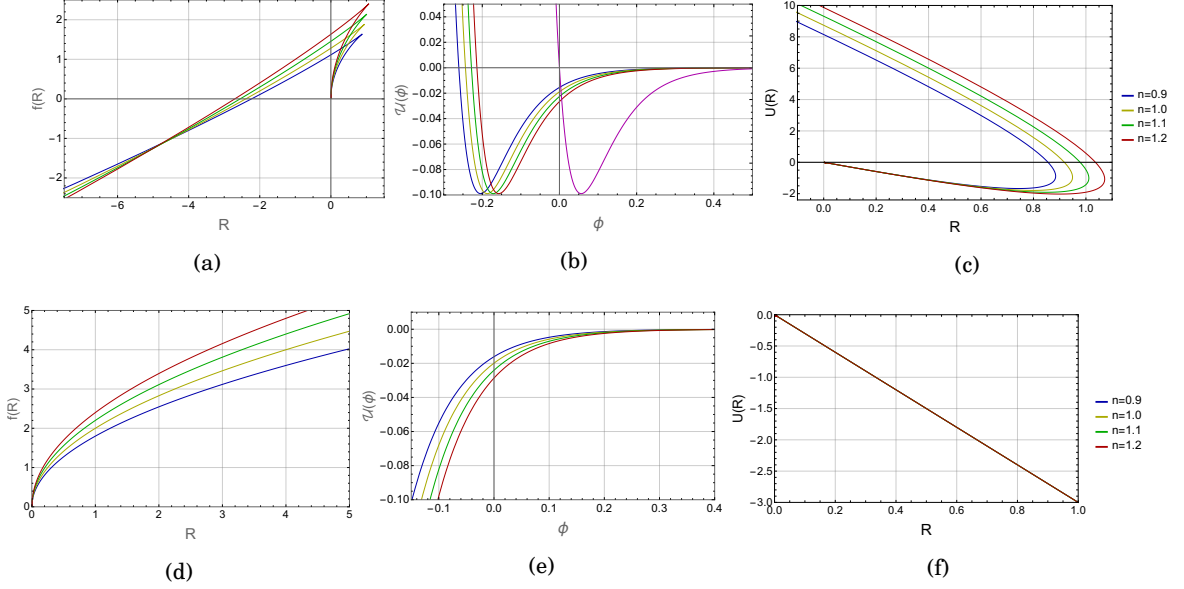 2
1
0
−1
−2
f(R)
−6
−4
−2
0
R
(a)
0.04
0.02
0.00
−0.02
−0.04
−0.06
−0.08
−0.10
𝒰(ϕ)
−0.2
0.0
0.2
0.4
ϕ
(b)
10
8
6
4
2
0
−2
U(R)
0.0
0.2
0.4
0.6
0.8
1.0
R
n=0.9
n=1.0
n=1.1
n=1.2
(c)
5
4
3
2
1
0
f(R)
0
1
2
3
4
5
R
(d)
0.00
−0.02
−0.04
−0.06
−0.08
−0.10
𝒰(ϕ)
−0.1
0.0
0.1
0.2
0.3
0.4
ϕ
(e)
0.0
−0.5
−1.0
−1.5
−2.0
−2.5
−3.0
U(R)
0.0
0.2
0.4
0.6
0.8
1.0
R
n=0.9
n=1.0
n=1.1
n=1.2
(f)